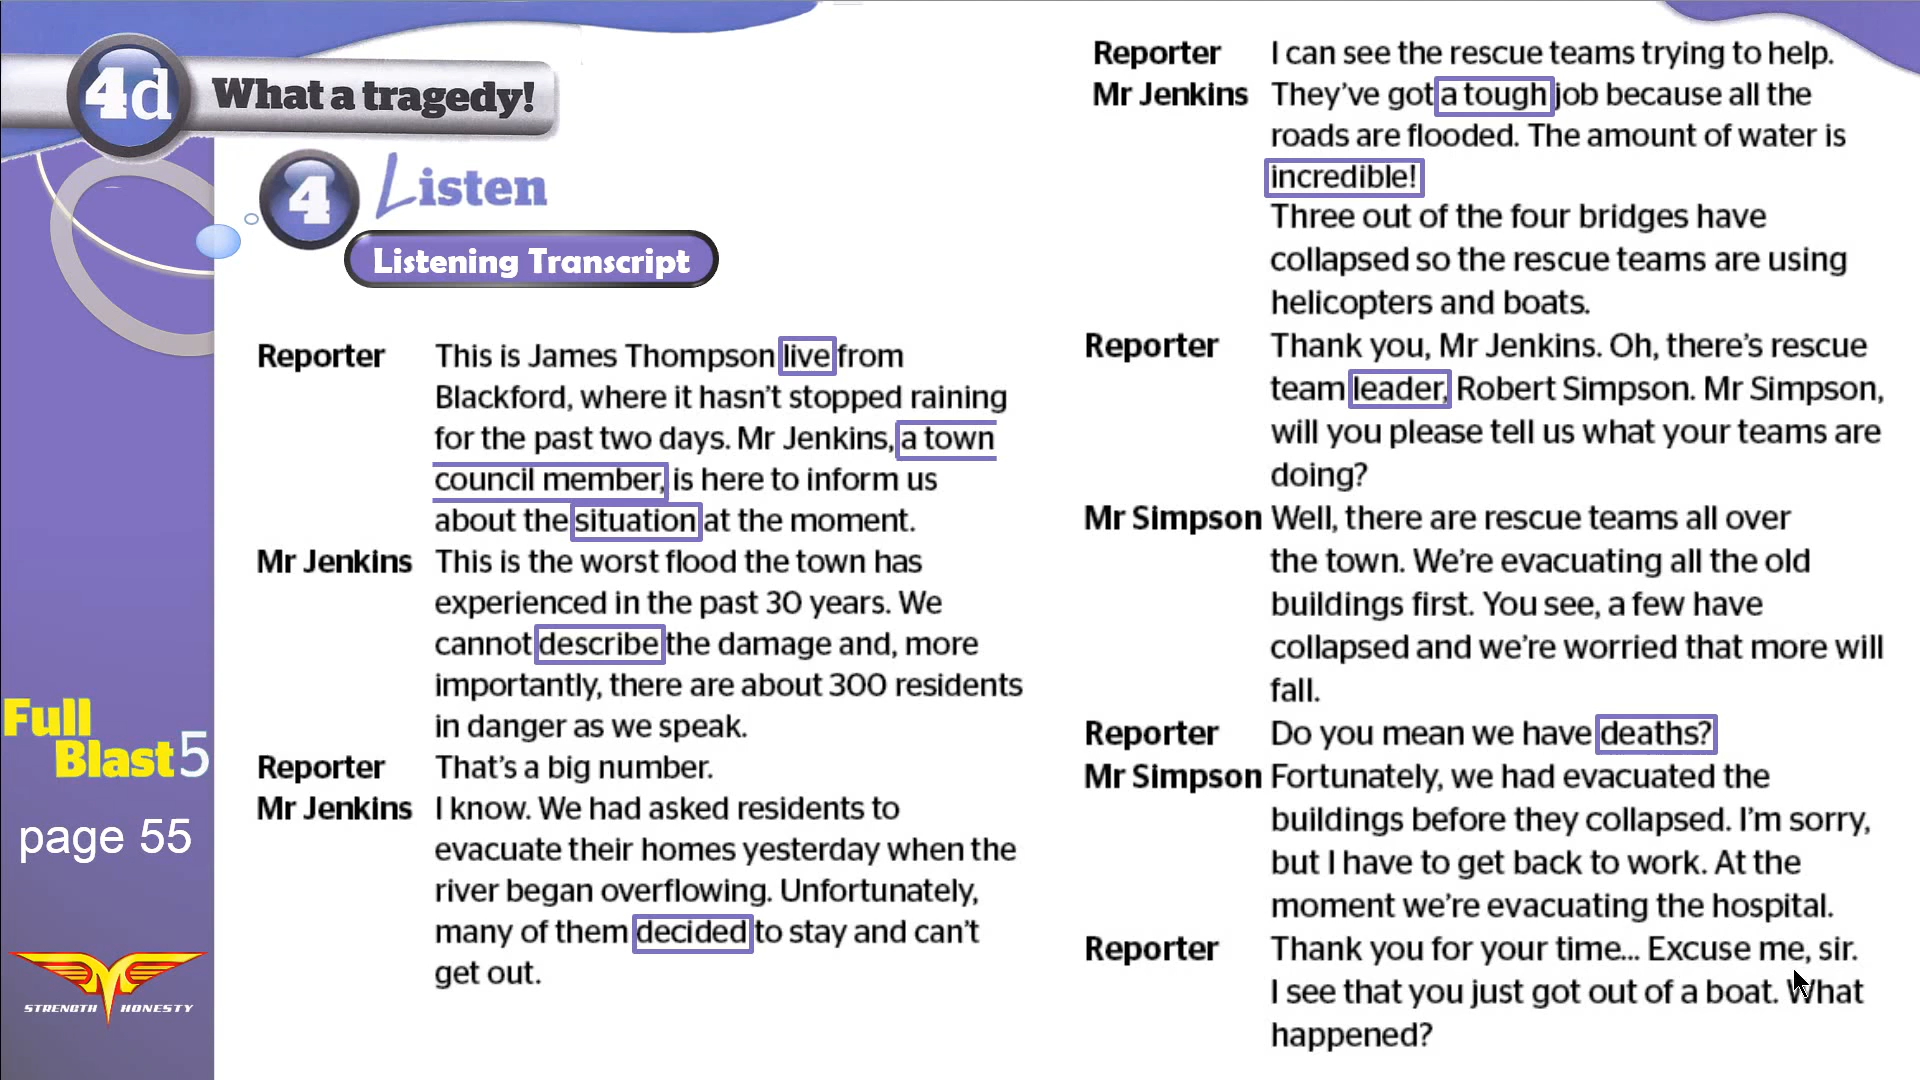 4d What a tragedy!
4 Listen
Listening Transcript
Reporter This is James Thompson live from
Blackford, where it hasn't stopped raining
for the past two days. Mr Jenkins, a town
council member, is here to inform us
about the situation at the moment.
Mr Jenkins This is the worst flood the town has
experienced in the past 30 years. We
cannot describe the damage and, more
importantly, there are about 300 residents
in danger as we speak.
Reporter That's a big number.
Mr Jenkins I know. We had asked residents to
evacuate their homes yesterday when the
river began overflowing. Unfortunately,
many of them decided to stay and can't
get out.
Reporter I can see the rescue teams trying to help.
Mr Jenkins They've got a tough job because all the
roads are flooded. The amount of water is
incredible!
Three out of the four bridges have
collapsed so the rescue teams are using
helicopters and boats.
Reporter Thank you, Mr Jenkins. Oh, there's rescue
team leader, Robert Simpson. Mr Simpson,
will you please tell us what your teams are
doing?
Mr Simpson Well, there are rescue teams all over
the town. We're evacuating all the old
buildings first. You see, a few have
collapsed and we're worried that more will
fall.
Reporter Do you mean we have deaths?
Mr Simpson Fortunately, we had evacuated the
buildings before they collapsed. I'm sorry,
but I have to get back to work. At the
moment we're evacuating the hospital.
Reporter Thank you for your time... Excuse me, sir.
I see that you just got out of a boat. What
happened?
Full
Blast 5
page 55
STRENGTH HONESTY